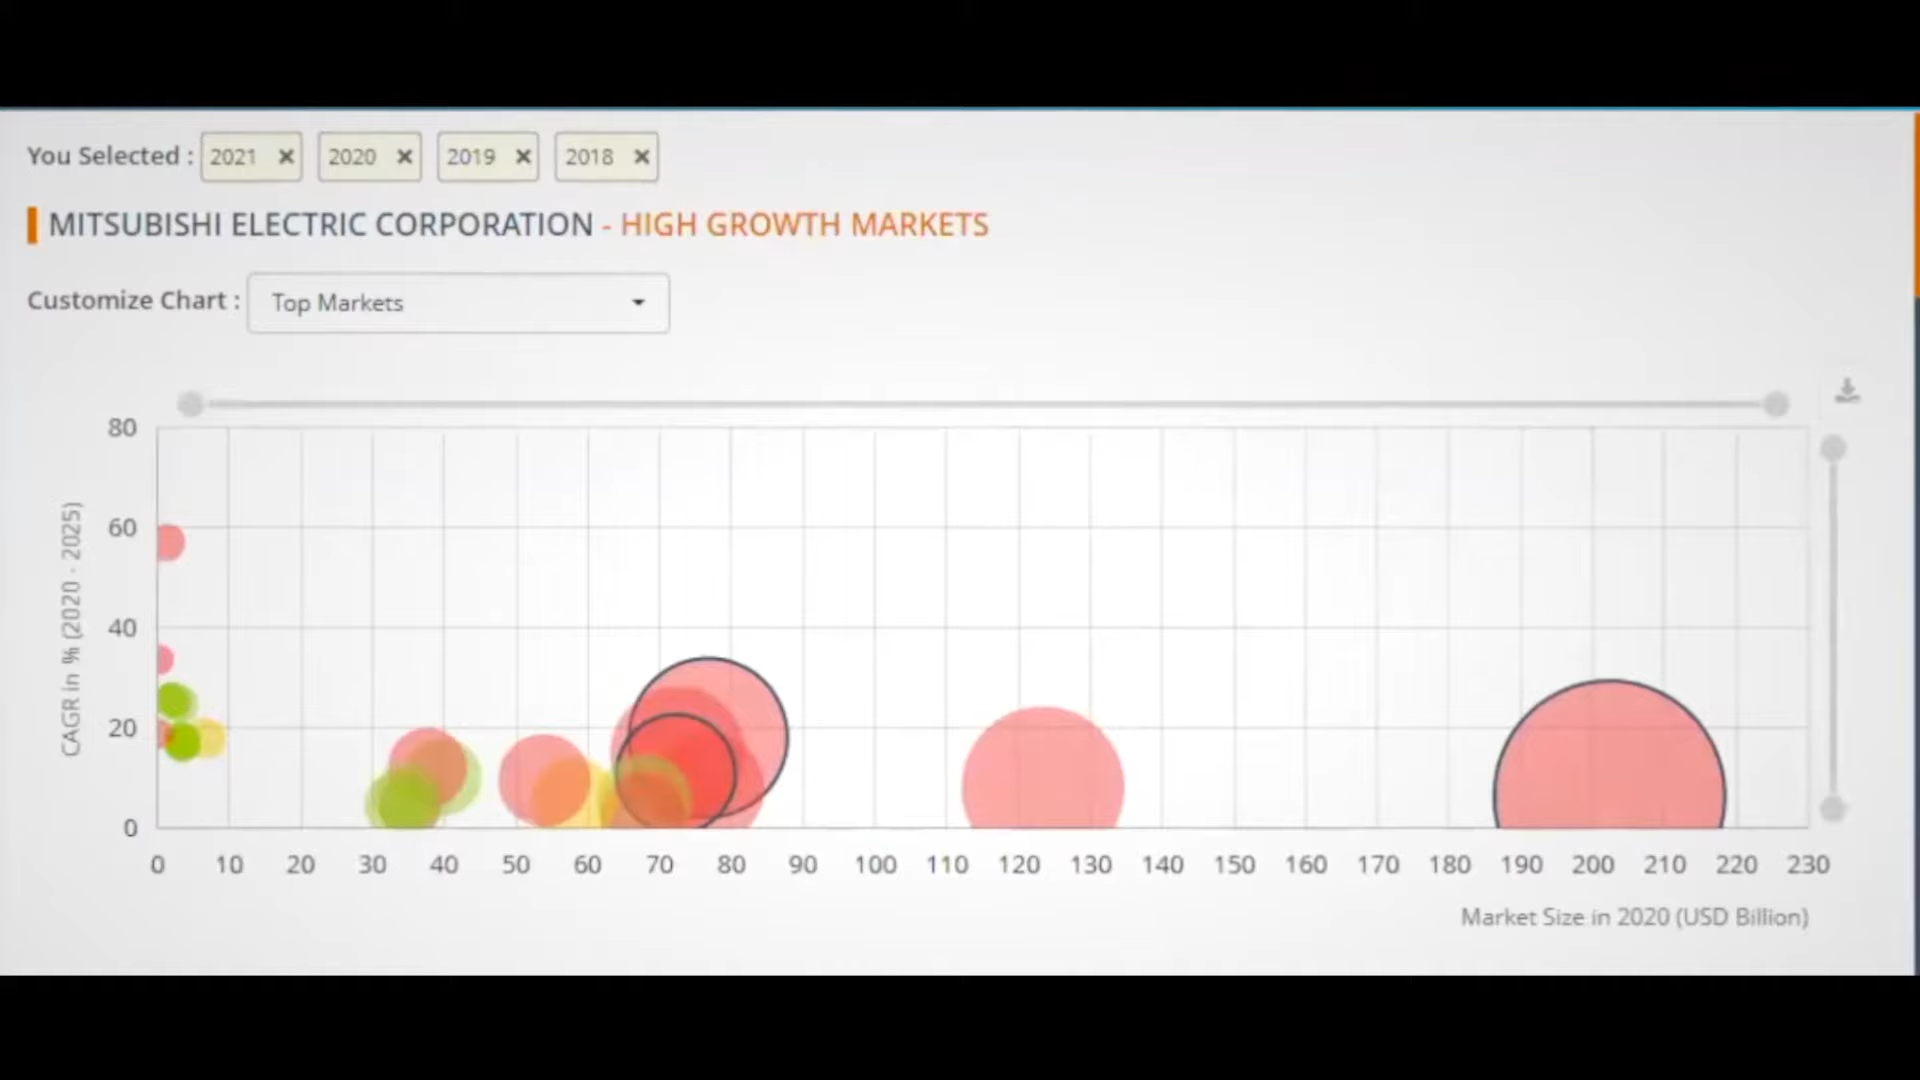 You Selected : 2021 × 2020 × 2019 × 2018 ×
MITSUBISHI ELECTRIC CORPORATION - HIGH GROWTH MARKETS
Customize Chart : Top Markets
80
60
40
20
0
CAGR in % (2020 - 2025)
0 10 20 30 40 50 60 70 80 90 100 110 120 130 140 150 160 170 180 190 200 210 220 230
Market Size in 2020 (USD Billion)